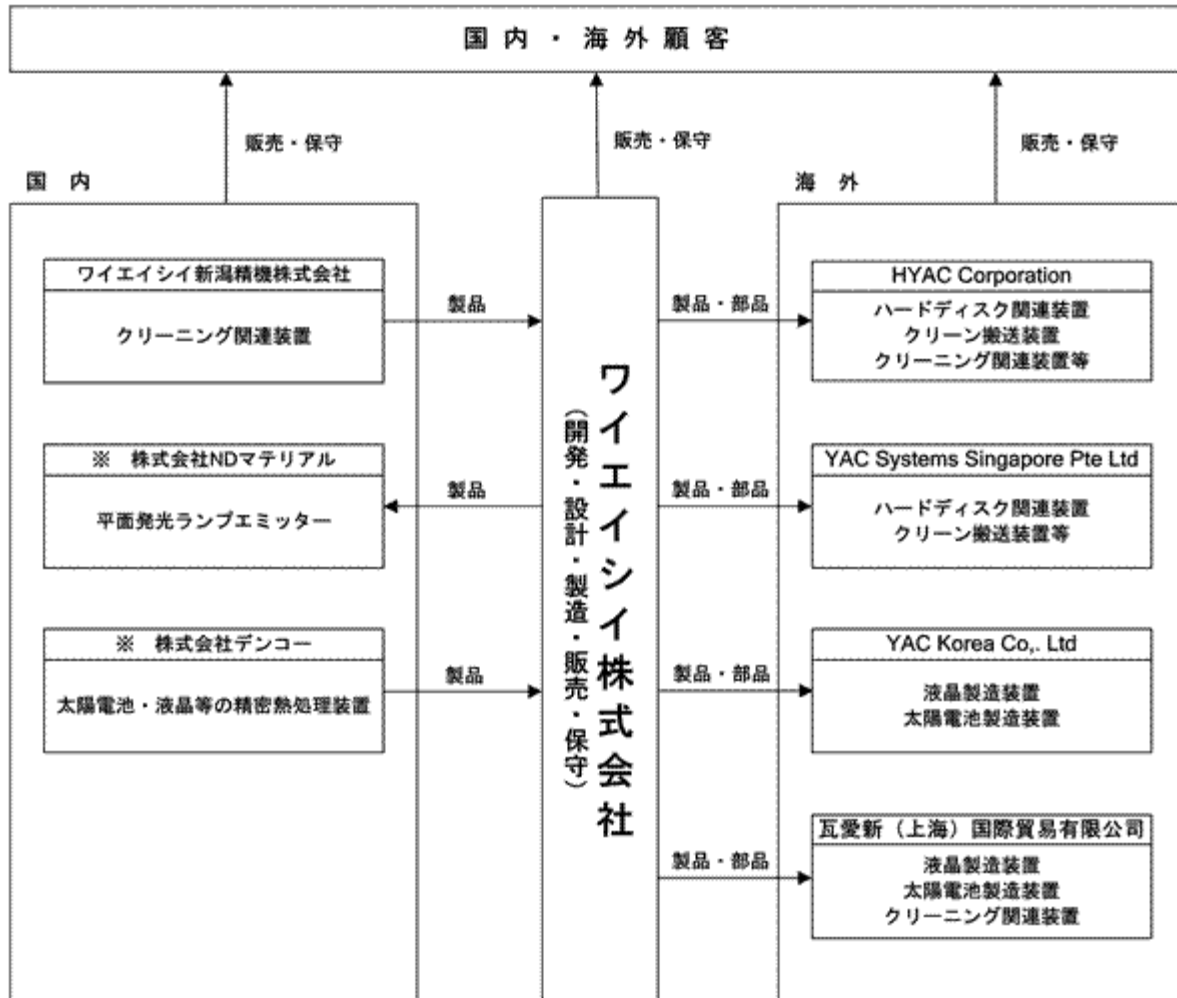 国内・海外顧客
販売・保守
販売・保守
販売・保守
国内
ワイエイシイ新潟精機株式会社
クリーニング関連装置
製品
※ 株式会社NDマテリアル
平面発光ランプエミッター
製品
※ 株式会社デンコー
太陽電池・液晶等の精密熱処理装置
製品
ワイエイシイ株式会社
（開発・設計・製造・販売・保守）
海外
製品・部品
HYAC Corporation
ハードディスク関連装置
クリーン搬送装置
クリーニング関連装置等
製品・部品
YAC Systems Singapore Pte Ltd
ハードディスク関連装置
クリーン搬送装置等
製品・部品
YAC Korea Co,. Ltd
液晶製造装置
太陽電池製造装置
製品・部品
瓦愛新（上海）国際貿易有限公司
液晶製造装置
太陽電池製造装置
クリーニング関連装置